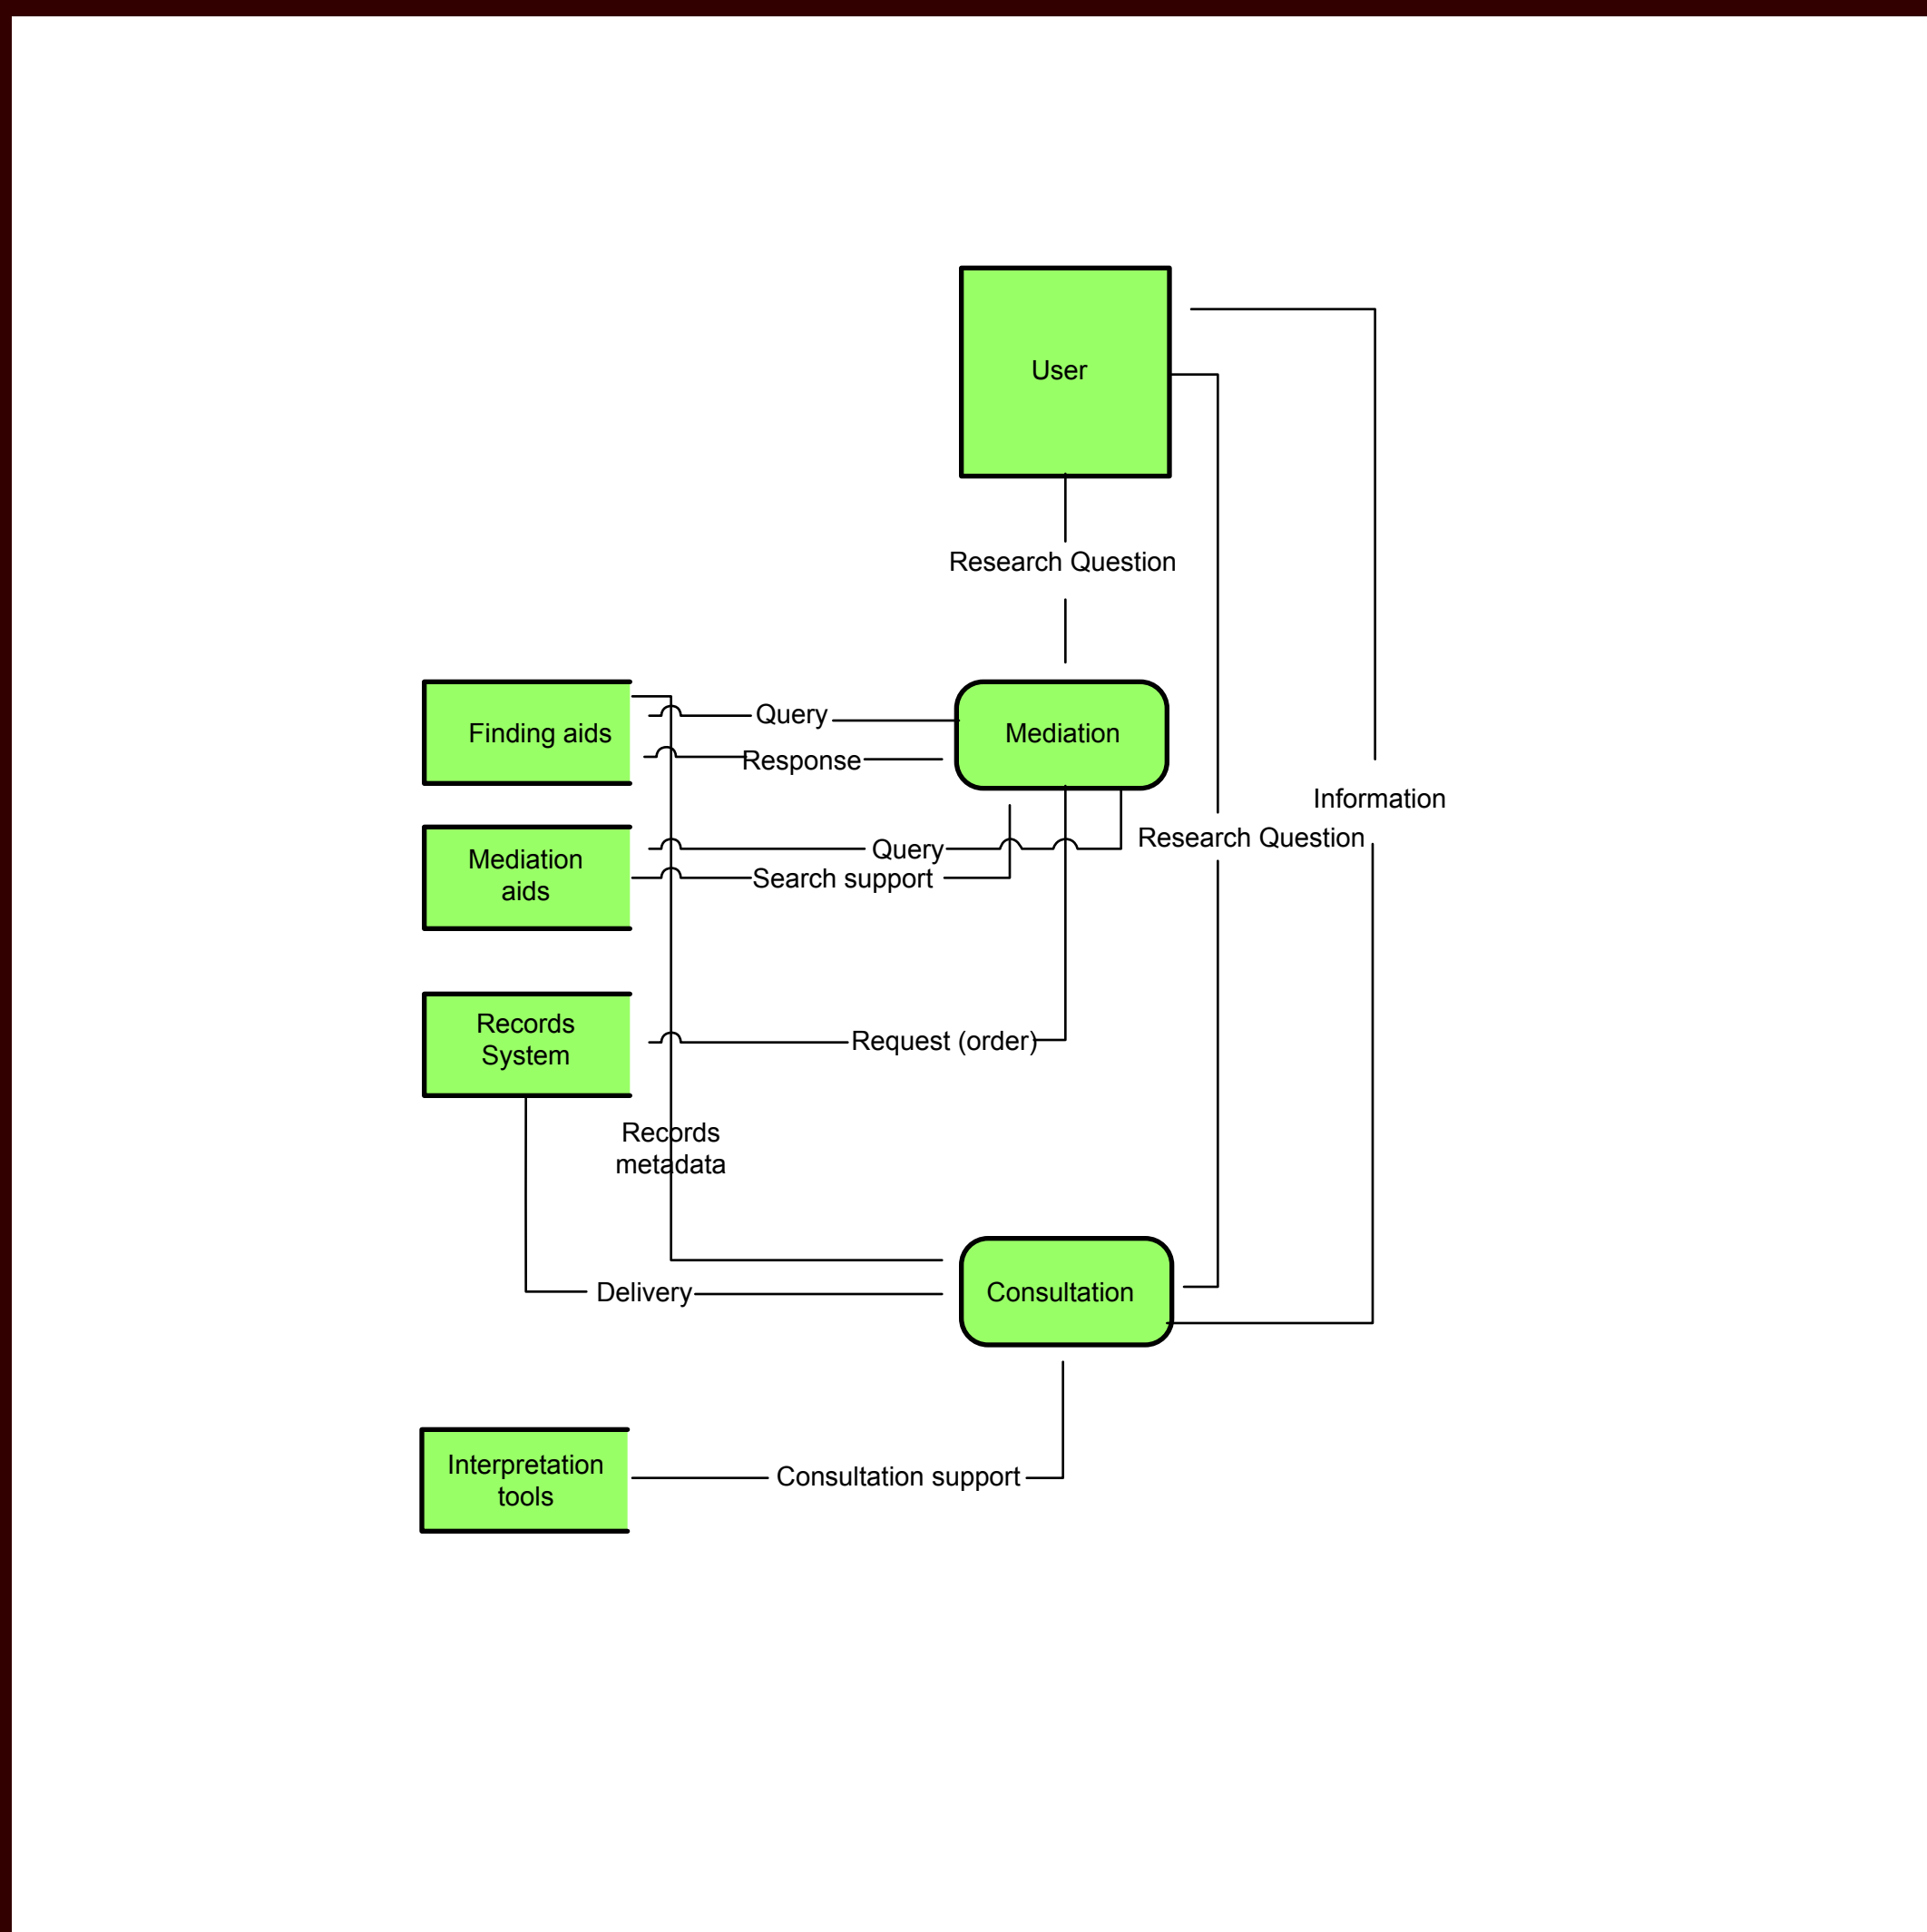 User
Research Question
Query
Finding aids
Mediation
Response
Information
Research Question
Query
Mediation
aids
Search support
Records
System
Request (order)
Records
metadata
Delivery
Consultation
Interpretation
tools
Consultation support